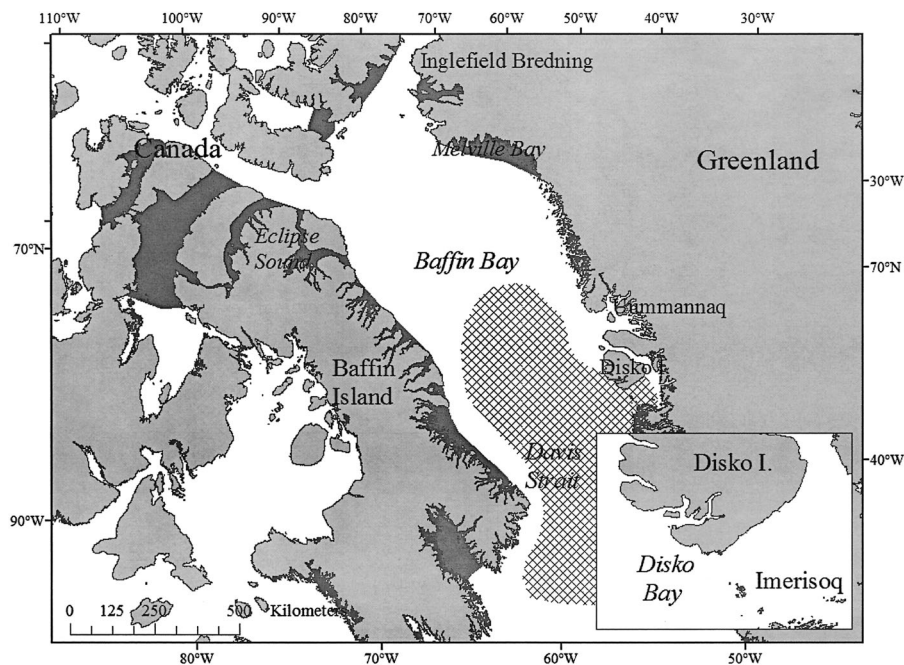 110°W 100°W 90°W 80°W 70°W 60°W 50°W 40°W 30°W
Inglefield Bredning
Canada
Melville Bay
Greenland
30°W
70°N
Eclipse
Sound
Baffin Bay
70°N
Uummannaq
Disko I.
Baffin
Island
Davis
Strait
Disko I.
40°W
90°W
Disko
Bay
Imerisoq
0 125 250 500 Kilometers
80°W 70°W 60°W 50°W